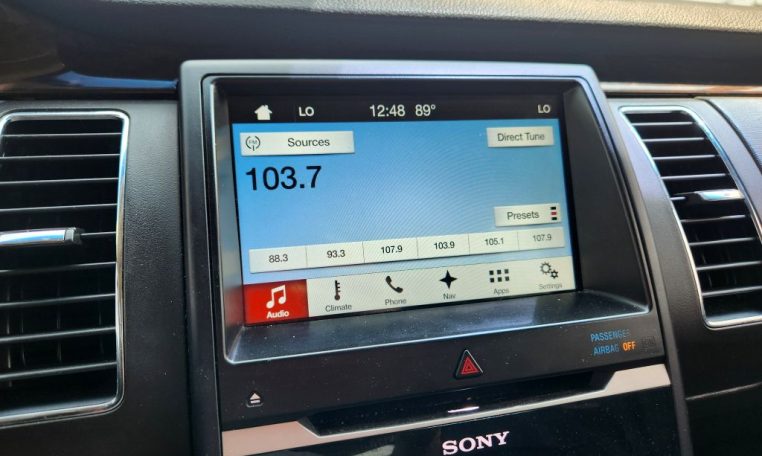 LO 12:48 89° LO
FM Sources Direct Tune
103.7
Presets
88.3 93.3 107.9 103.9 105.1 107.9
Audio Climate Phone Nav Apps Settings
PASSENGER
AIRBAG OFF
SONY